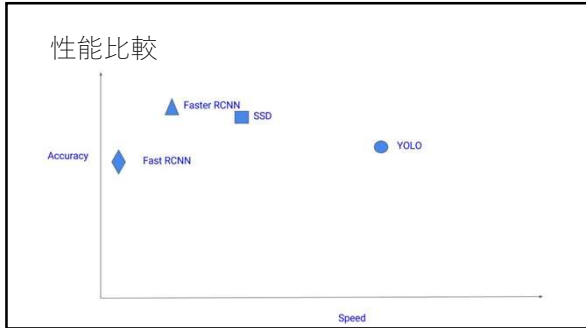 性能比較
Faster RCNN
SSD
YOLO
Accuracy
Fast RCNN
Speed